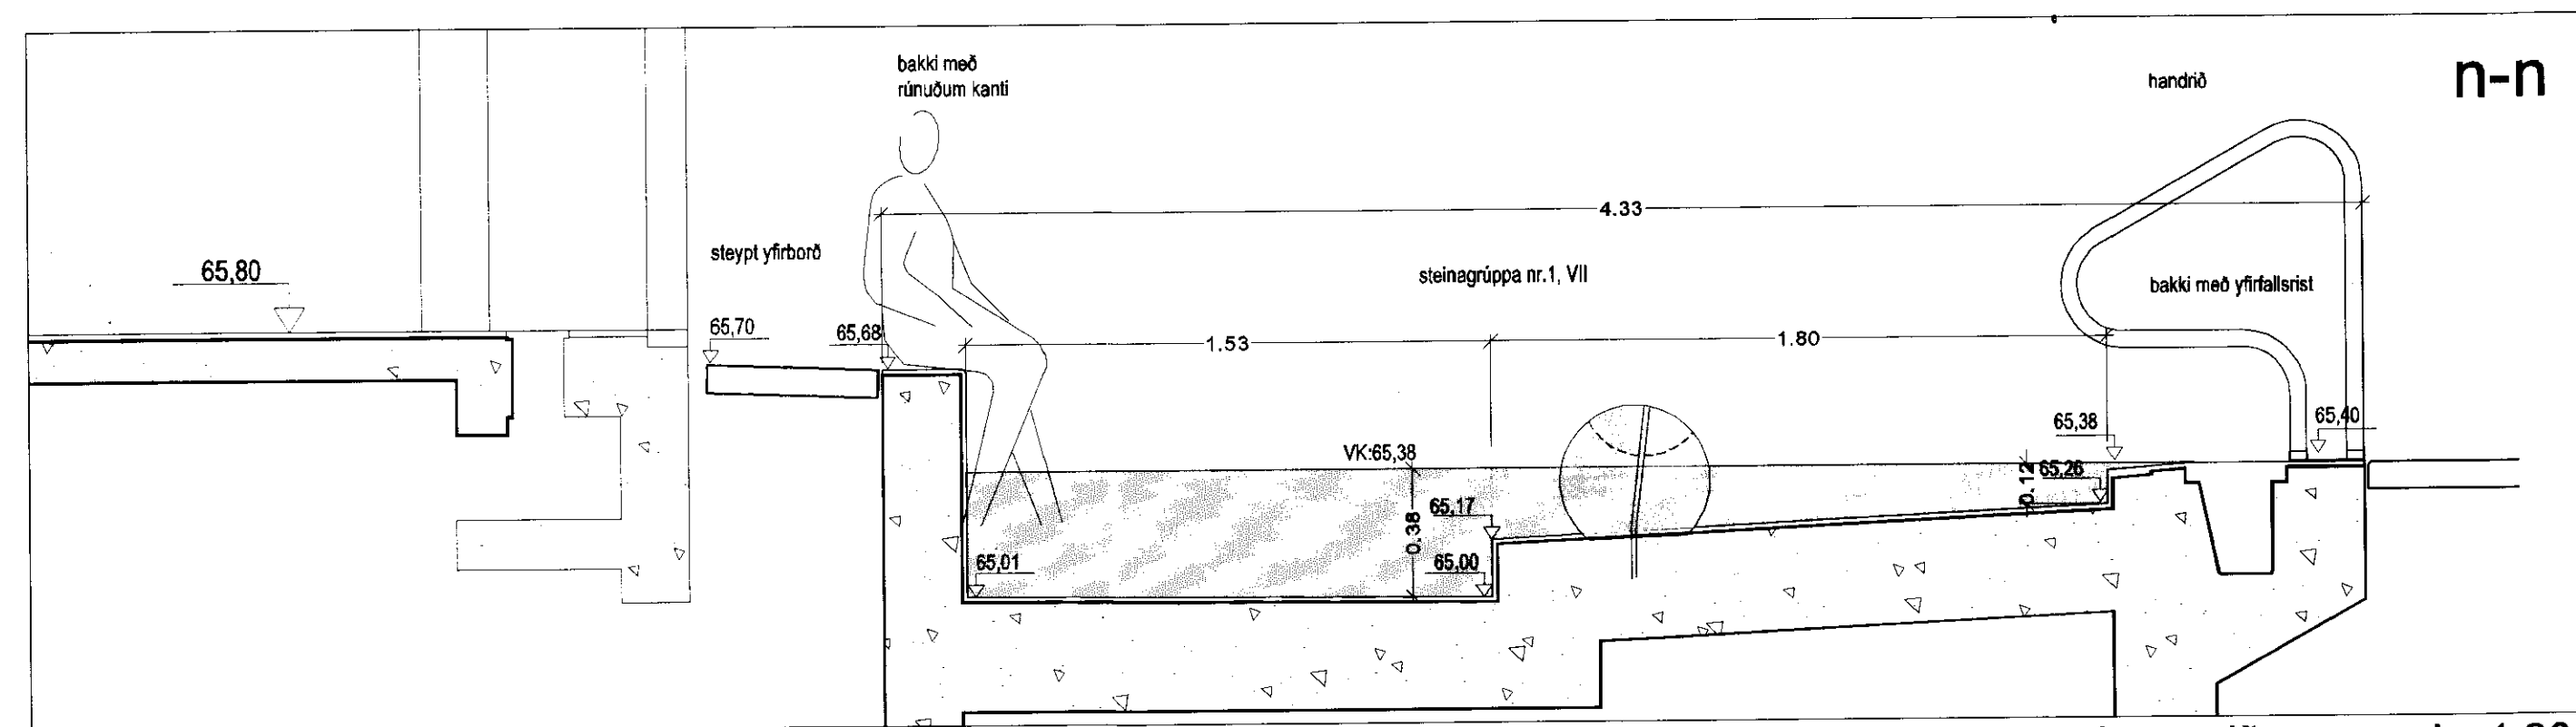 bakki með
rúnuðum kanti
handrið
n-n
4.33
steypt yfirborð
65,80
steinagrúppa nr.1, VII
bakki með yfirfallsrist
65,70
65,68
1.53
1.80
65,38
65,40
VK:65,38
0.12
65,26
0.38
65,17
65,01
65,00